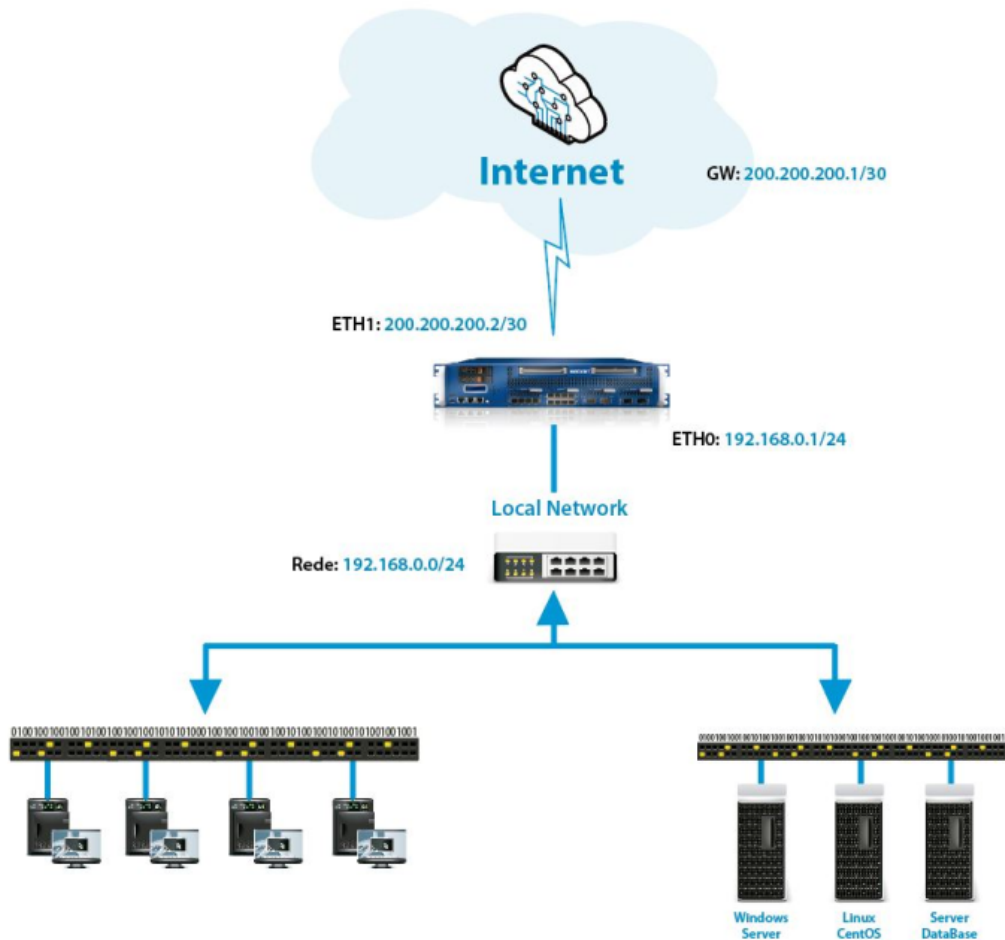 Internet
GW: 200.200.200.1/30
ETH1: 200.200.200.2/30
ETH0: 192.168.0.1/24
Local Network
Rede: 192.168.0.0/24
Windows
Server
Linux
CentOS
Server
DataBase